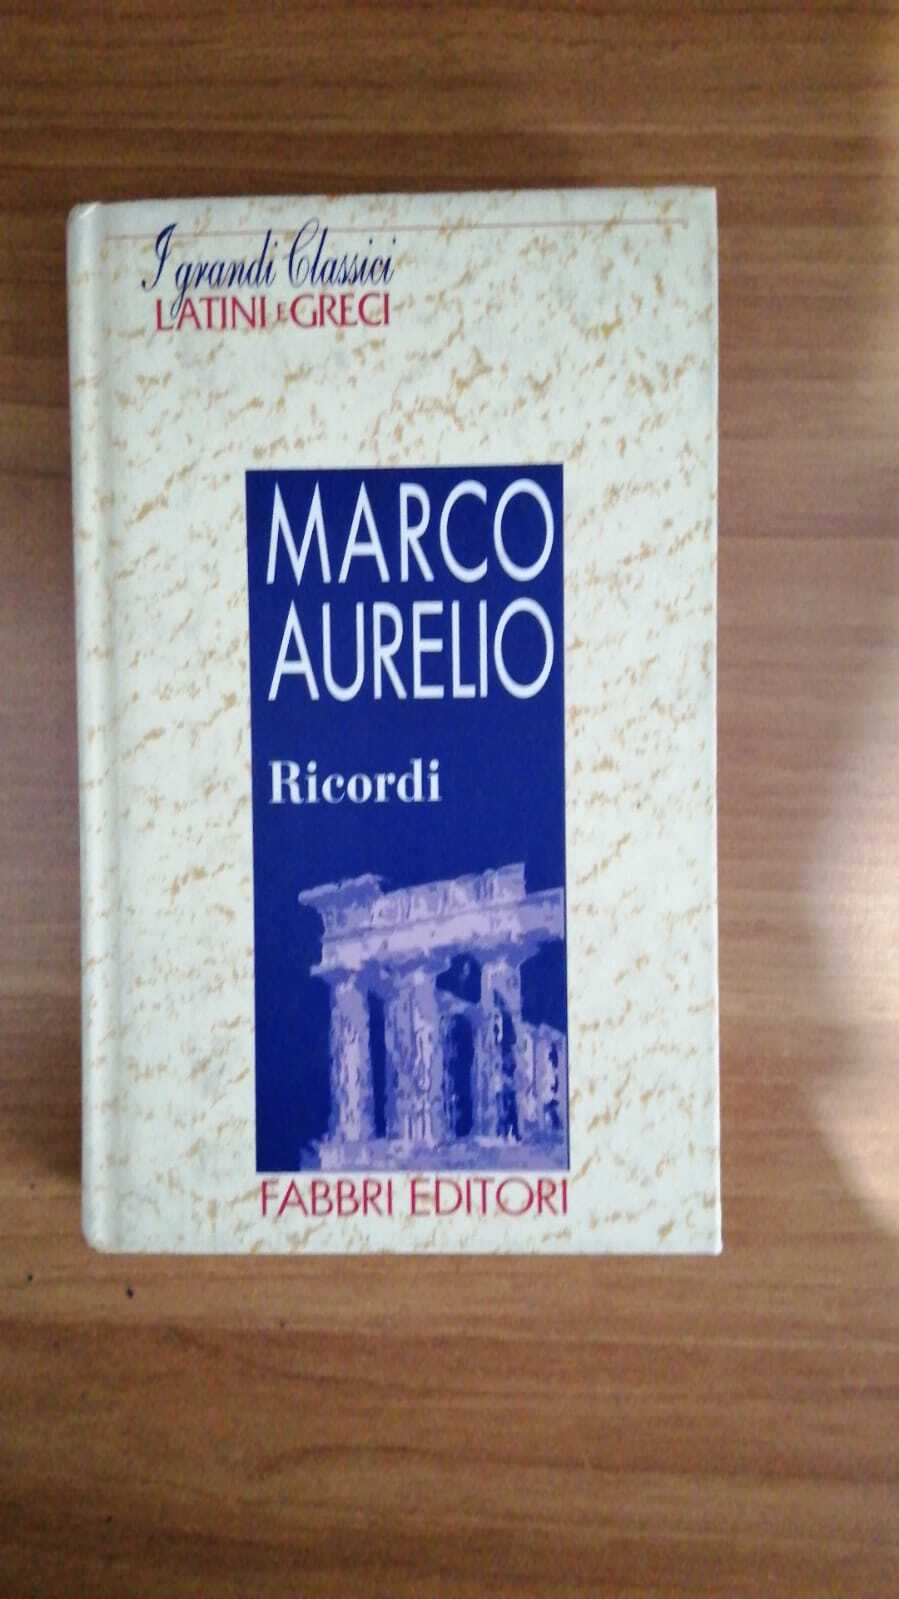 I grandi Classici
LATINI E GRECI
MARCO
AURELIO
Ricordi
FABBRI EDITORI